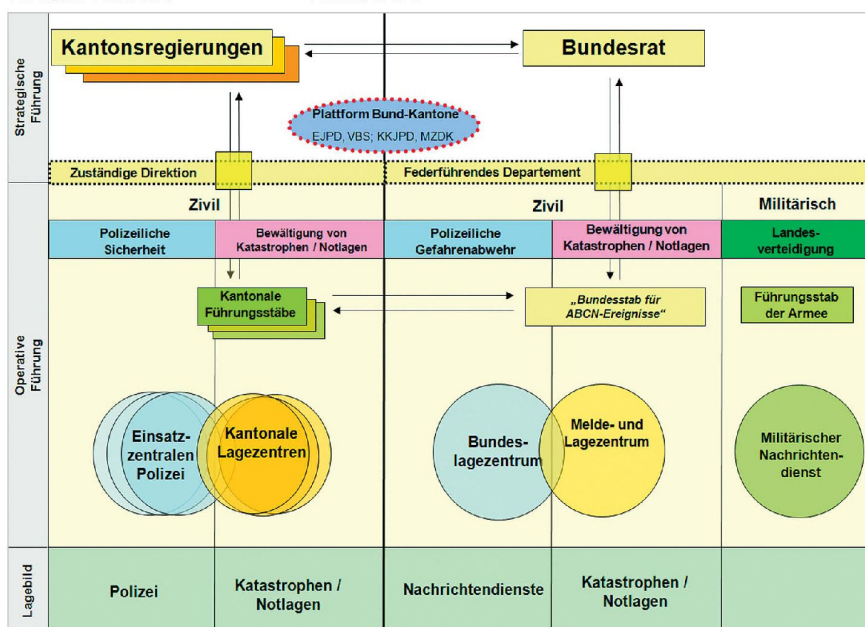 Kantonsregierungen
Bundesrat
Strategische
Führung
Plattform Bund-Kantone
EJPD, VBS; KKJPD, MZDK
Zuständige Direktion
Federführendes Departement
Zivil
Zivil
Militärisch
Polizeiliche
Sicherheit
Bewältigung von
Katastrophen / Notlagen
Polizeiliche
Gefahrenabwehr
Bewältigung von
Katastrophen / Notlagen
Landes-
verteidigung
Operative
Führung
Kantonale
Führungsstäbe
„Bundesstab für
ABCN-Ereignisse“
Führungsstab
der Armee
Einsatz-
zentralen
Polizei
Kantonale
Lagezentren
Bundes-
lagezentrum
Melde- und
Lagezentrum
Militärischer
Nachrichten-
dienst
Lagebild
Polizei
Katastrophen /
Notlagen
Nachrichtendienste
Katastrophen /
Notlagen